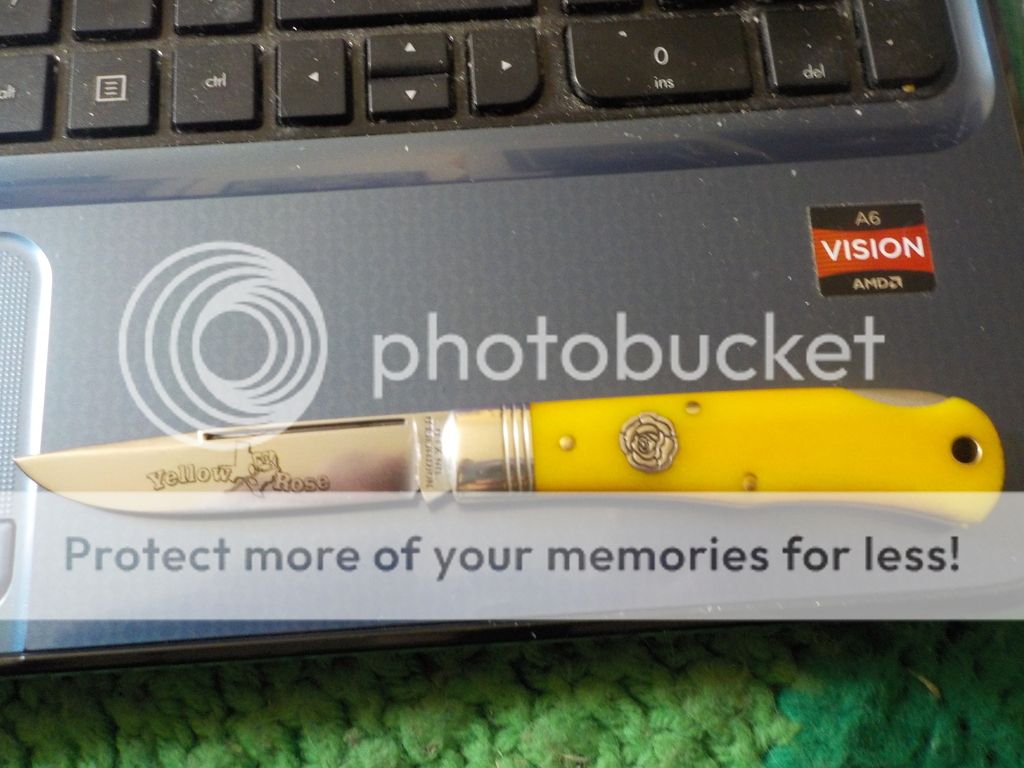 alt
ctrl
0
ins
del
A6
VISION
AMD
photobucket
Yellow Rose
Protect more of your memories for less!